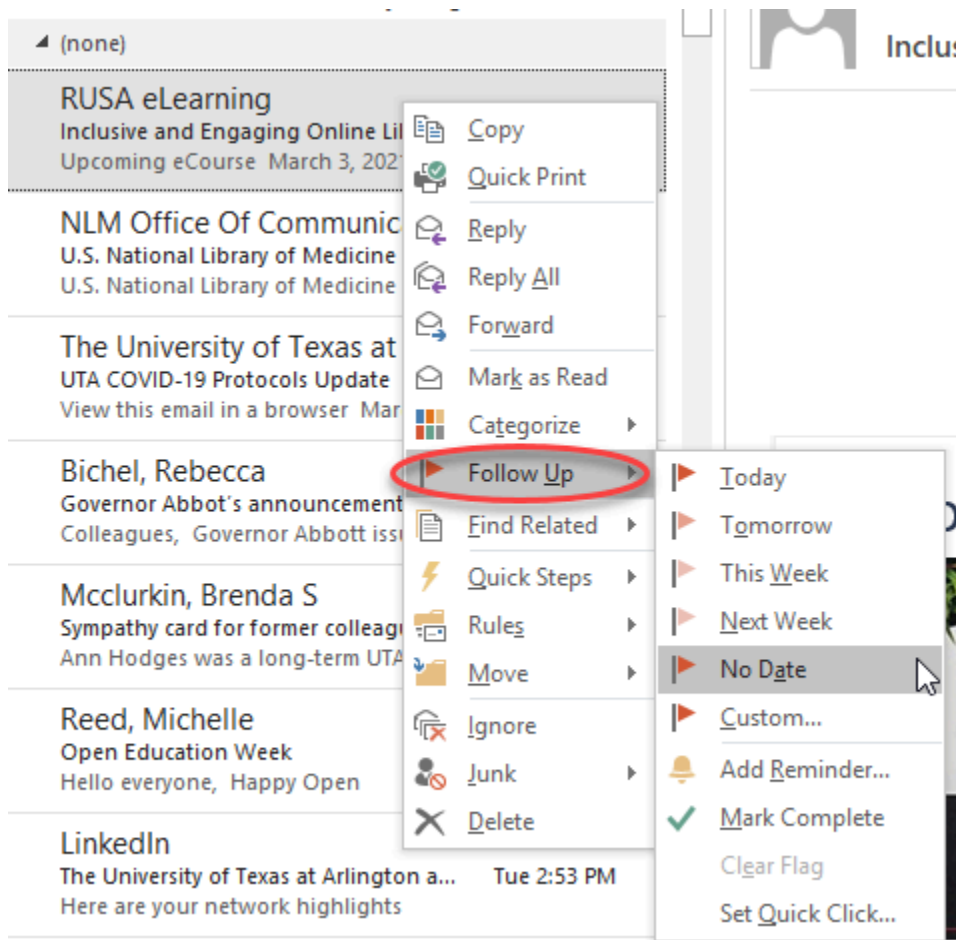 (none)
Inclus
RUSA eLearning
Inclusive and Engaging Online Li
Upcoming eCourse March 3, 202
NLM Office Of Communic
U.S. National Library of Medicine
U.S. National Library of Medicine
The University of Texas at
UTA COVID-19 Protocols Update
View this email in a browser Mar
Bichel, Rebecca
Governor Abbot's announcement
Colleagues, Governor Abbott iss
Mcclurkin, Brenda S
Sympathy card for former colleag
Ann Hodges was a long-term UTA
Reed, Michelle
Open Education Week
Hello everyone, Happy Open
LinkedIn
The University of Texas at Arlington a... Tue 2:53 PM
Here are your network highlights
Copy
Quick Print
Reply
Reply All
Forward
Mark as Read
Categorize
Follow Up
Find Related
Quick Steps
Rules
Move
Ignore
Junk
Delete
Today
Tomorrow
This Week
Next Week
No Date
Custom...
Add Reminder...
Mark Complete
Clear Flag
Set Quick Click...